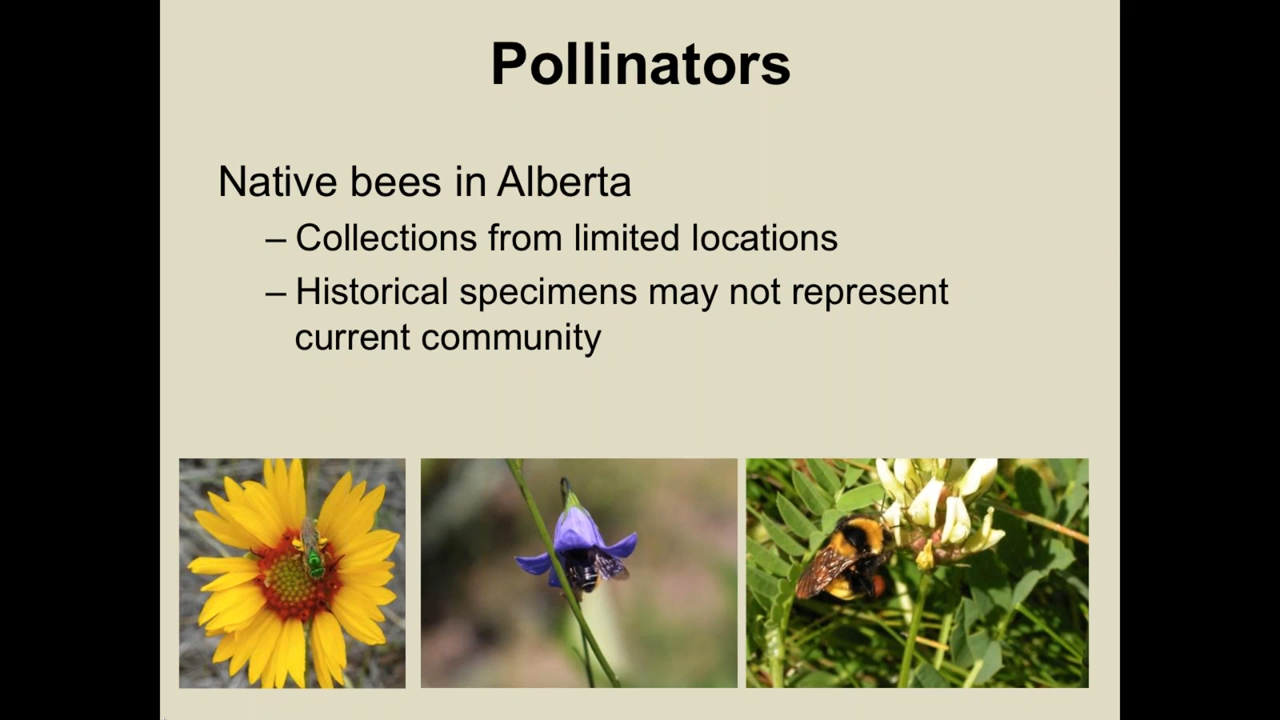 Pollinators
Native bees in Alberta
– Collections from limited locations
– Historical specimens may not represent
current community